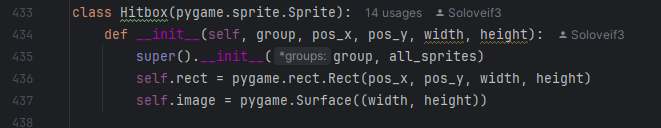 433 class Hitbox(pygame.sprite.Sprite): 14 usages Soloveif3
434 def __init__(self, group, pos_x, pos_y, width, height): Soloveif3
435 super().__init__( *groups: group, all_sprites)
436 self.rect = pygame.rect.Rect(pos_x, pos_y, width, height)
437 self.image = pygame.Surface((width, height))
438